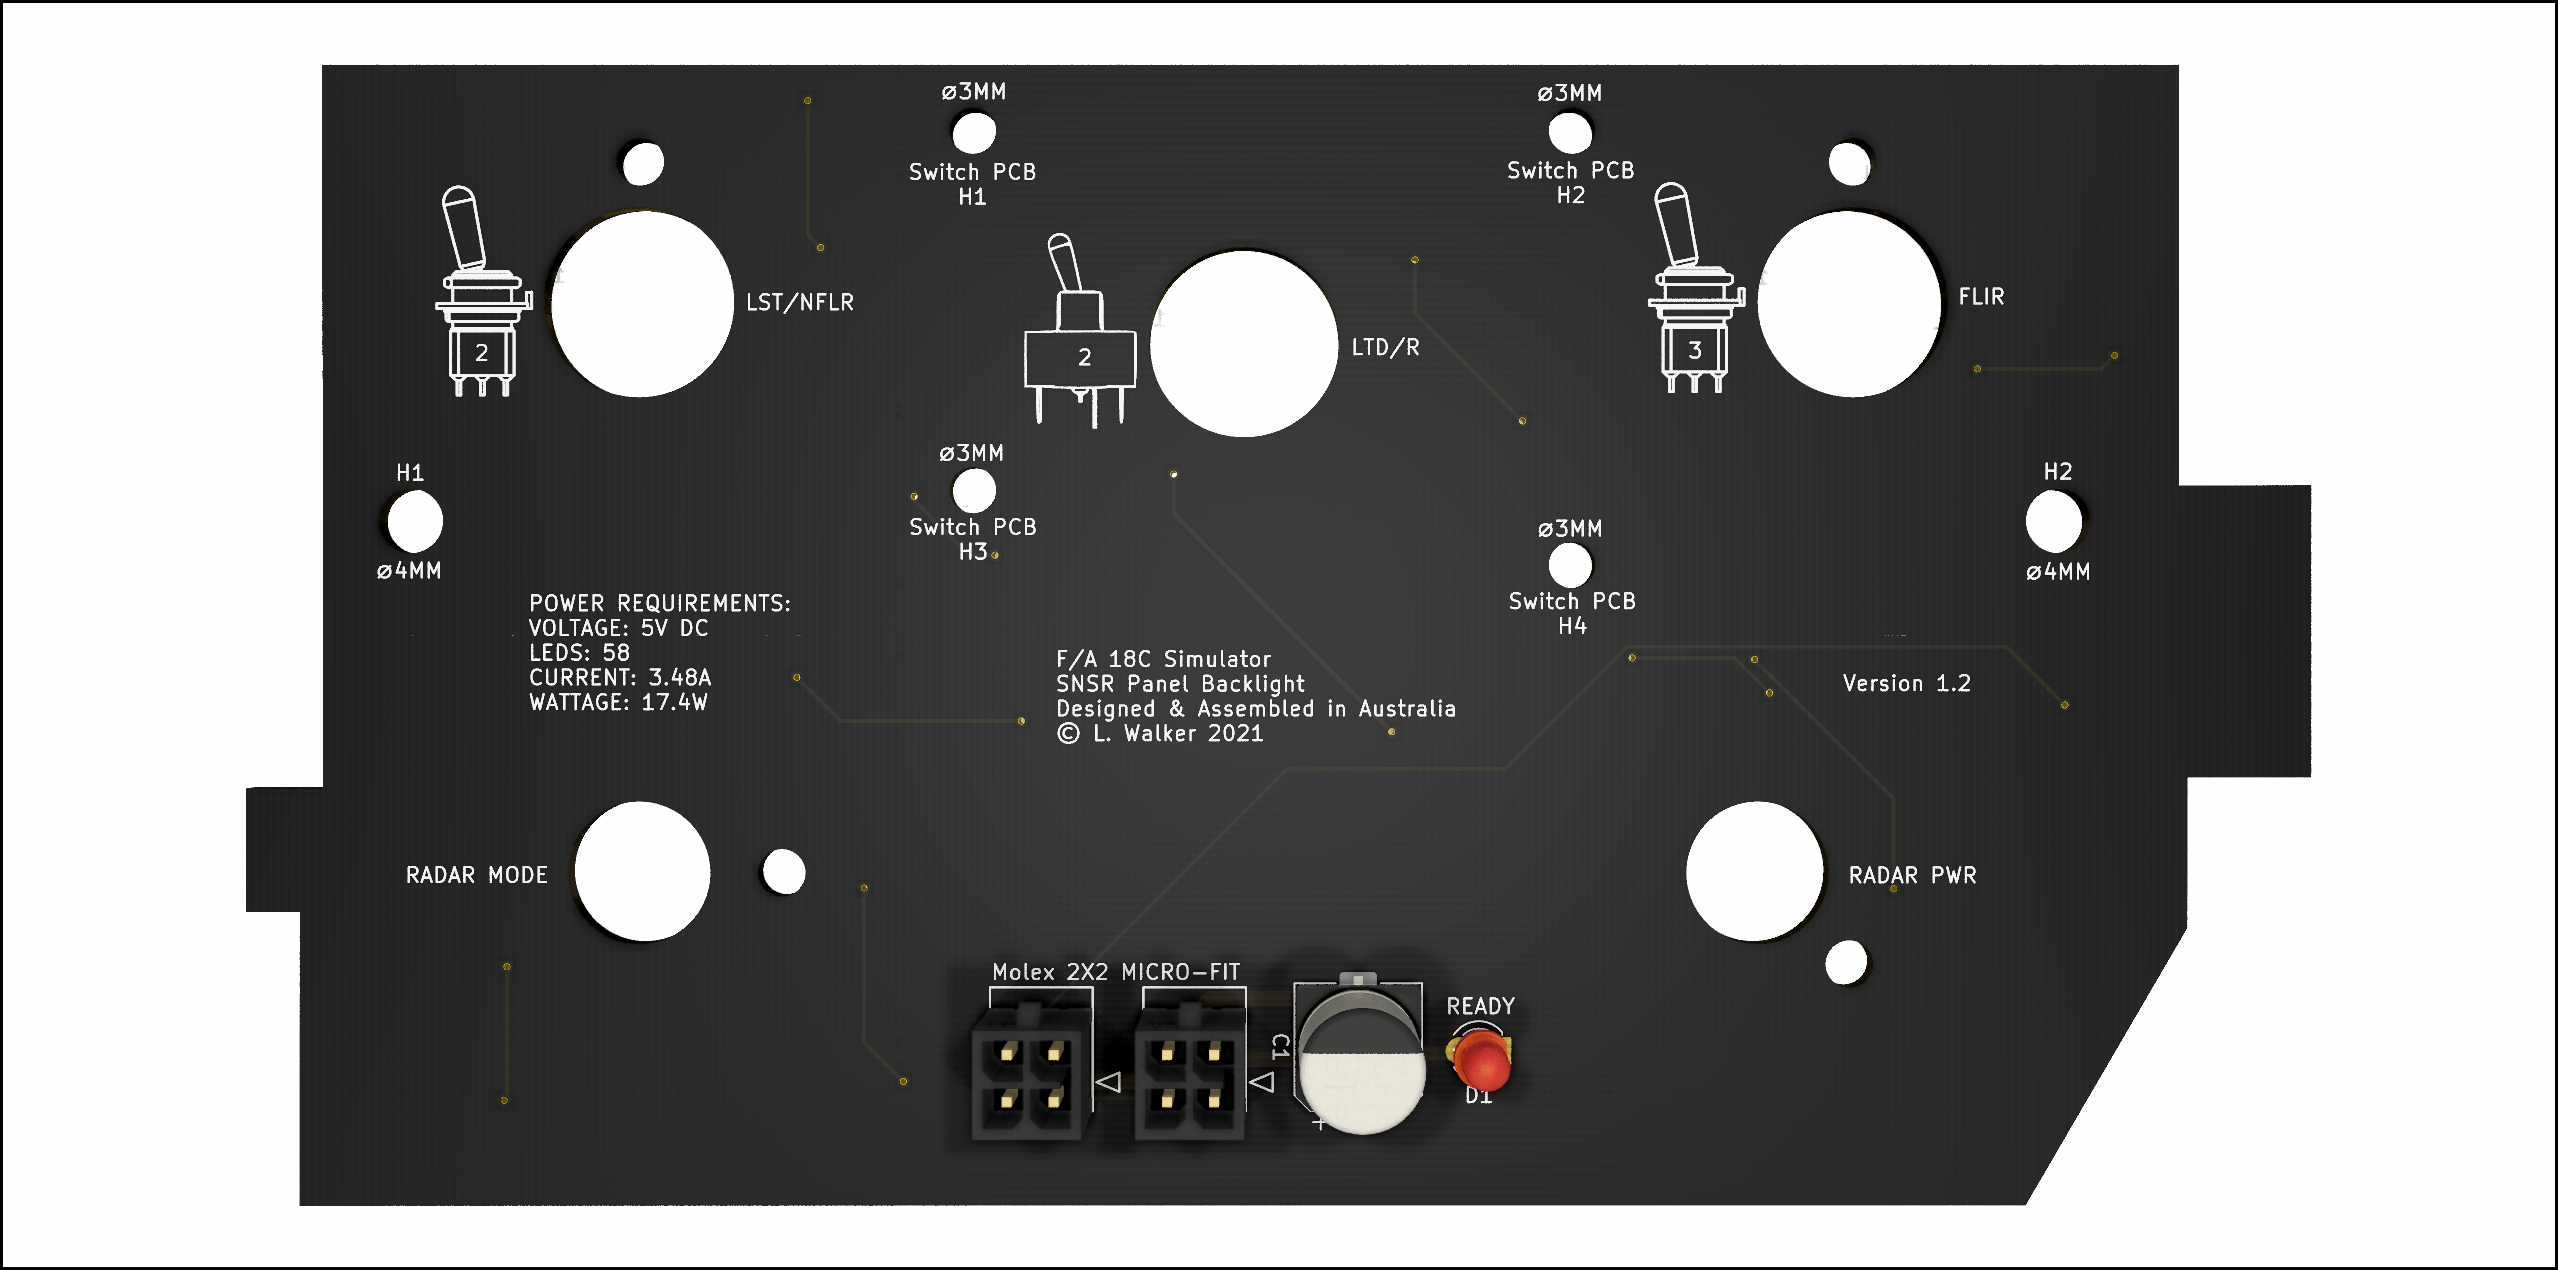 ø3MM
Switch PCB
H1
ø3MM
Switch PCB
H2
LST/NFLR
2
2
LTD/R
3
FLIR
H1
ø4MM
ø3MM
Switch PCB
H3
ø3MM
Switch PCB
H4
H2
ø4MM
POWER REQUIREMENTS:
VOLTAGE: 5V DC
LEDS: 58
CURRENT: 3.48A
WATTAGE: 17.4W
F/A 18C Simulator
SNSR Panel Backlight
Designed & Assembled in Australia
© L. Walker 2021
Version 1.2
RADAR MODE
RADAR PWR
Molex 2X2 MICRO-FIT
C1
+
READY
D1